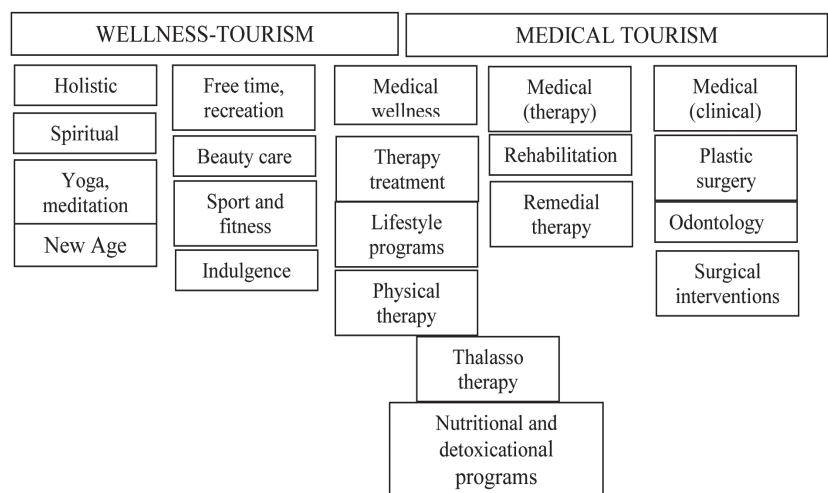 WELLNESS-TOURISM
MEDICAL TOURISM
Holistic
Spiritual
Yoga,
meditation
New Age
Free time,
recreation
Beauty care
Sport and
fitness
Indulgence
Medical
wellness
Therapy
treatment
Lifestyle
programs
Physical
therapy
Medical
(therapy)
Rehabilitation
Remedial
therapy
Medical
(clinical)
Plastic
surgery
Odontology
Surgical
interventions
Thalasso
therapy
Nutritional and
detoxicational
programs